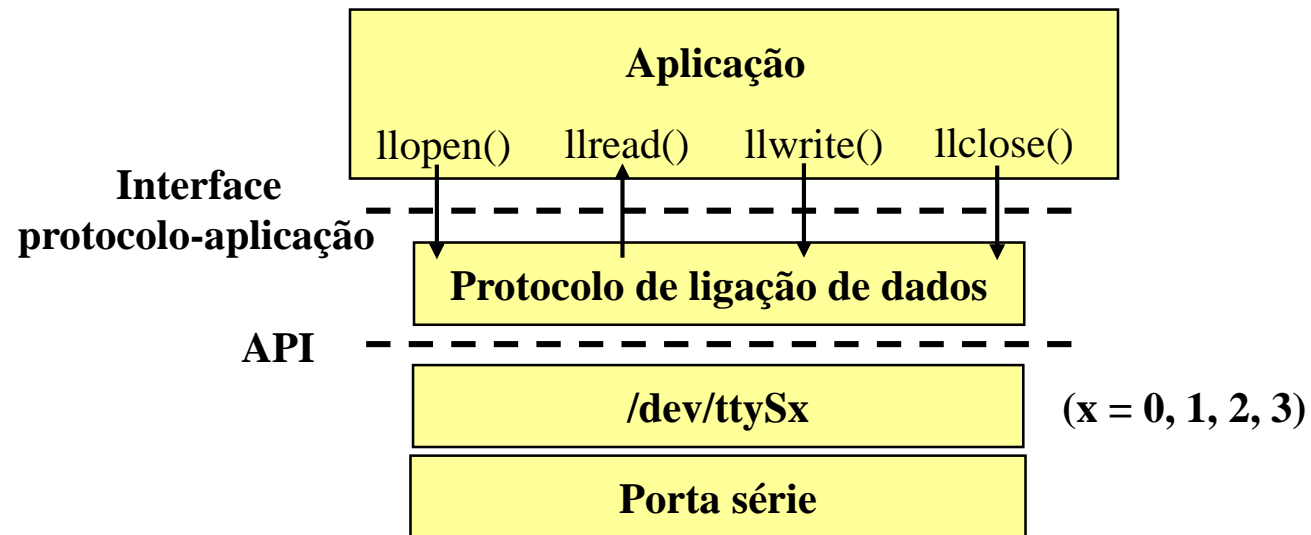 Aplicação
llopen() llread() llwrite() llclose()
Interface
protocolo-aplicação
Protocolo de ligação de dados
API
/dev/ttySx (x = 0, 1, 2, 3)
Porta série